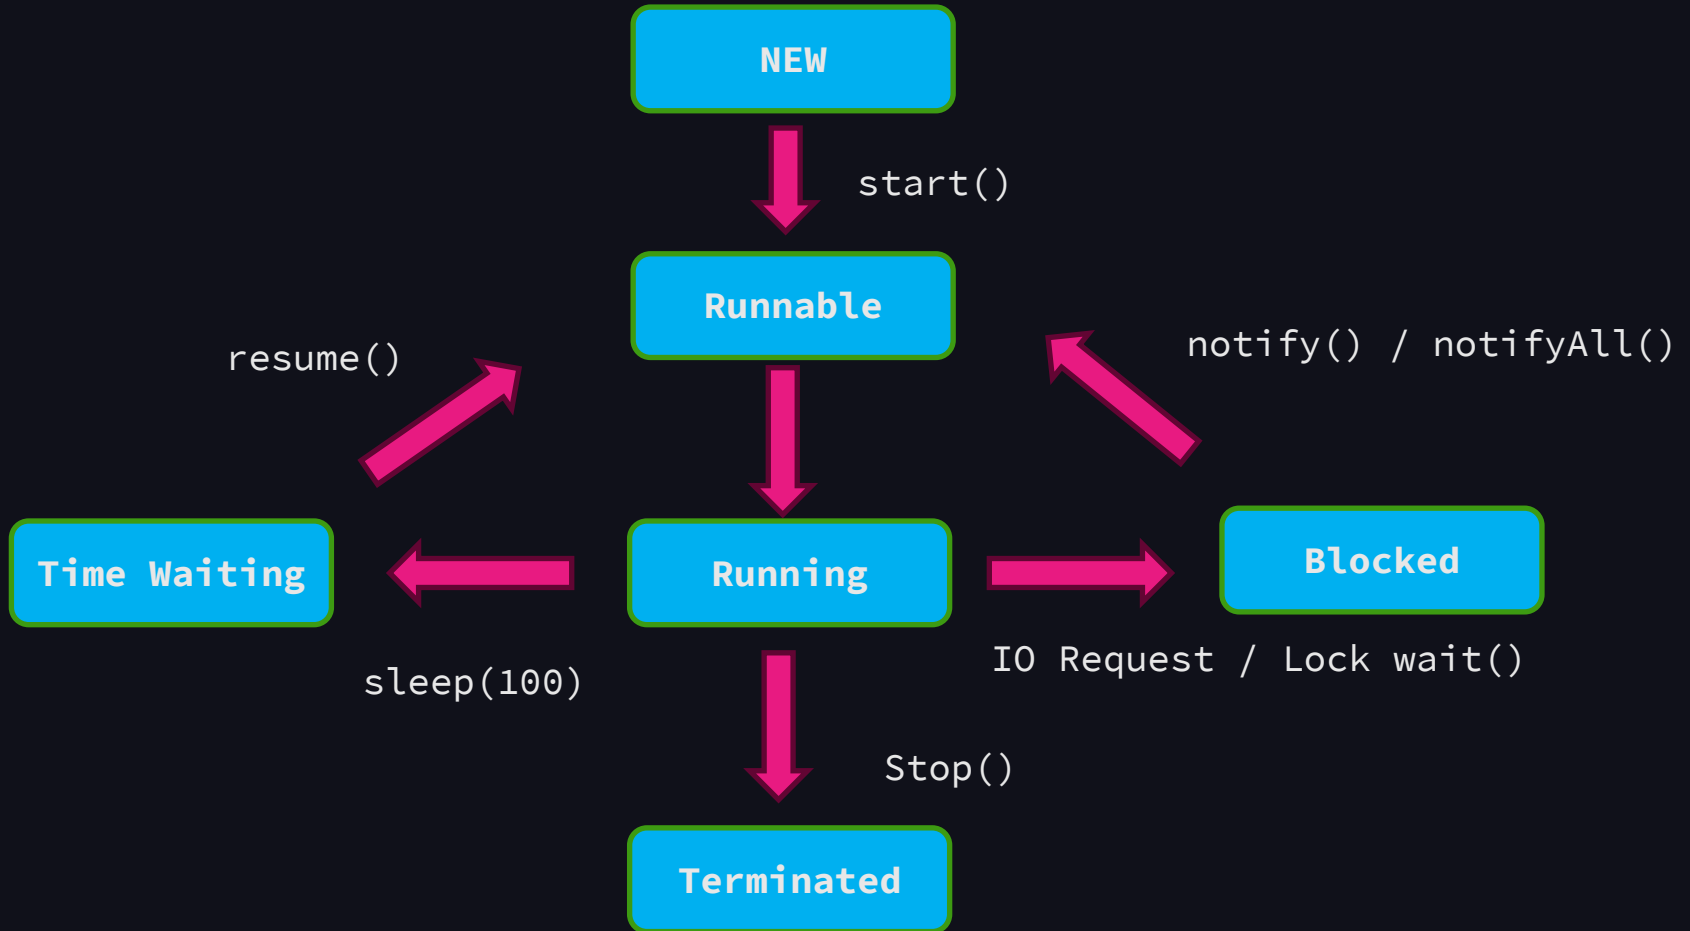 NEW
start()
Runnable
resume()
notify() / notifyAll()
Time Waiting
Running
Blocked
sleep(100)
IO Request / Lock wait()
Stop()
Terminated